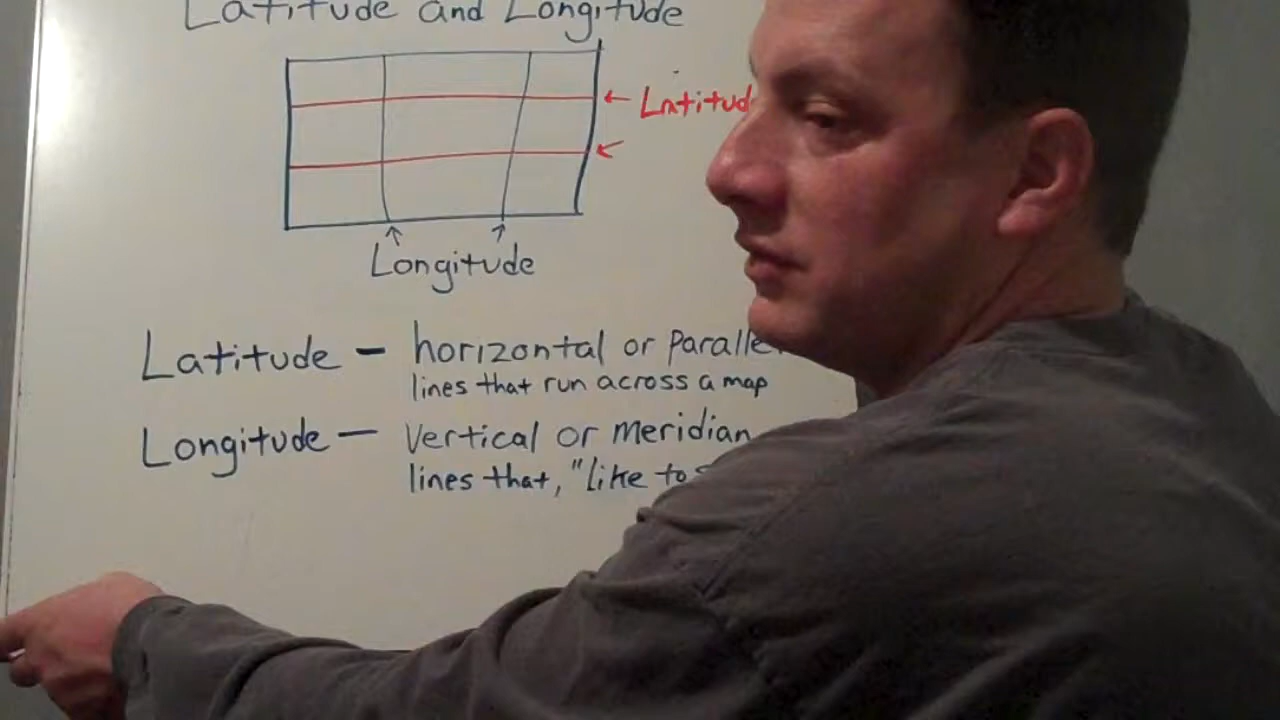 Latitude and Longitude
← Latitud
←
Longitude
Latitude - horizontal or paralle
lines that run across a map
Longitude - vertical or meridian
lines that, "like to